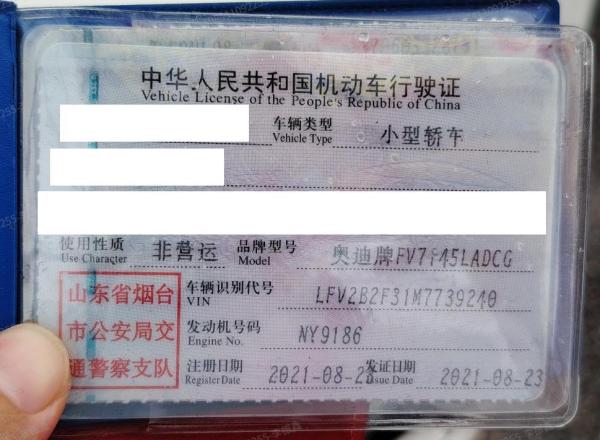 中华人民共和国机动车行驶证
Vehicle License of the People's Republic of China
车辆类型 小型轿车
Vehicle Type
使用性质 非营运 品牌型号 奥迪牌FV7145LADCG
Use Character Model
山东省烟台
市公安局交
通警察支队
车辆识别代号 LFV2B2F31M7739240
VIN
发动机号码 NY9186
Engine No.
注册日期 2021-08-23 发证日期 2021-08-23
Register Date Issue Date